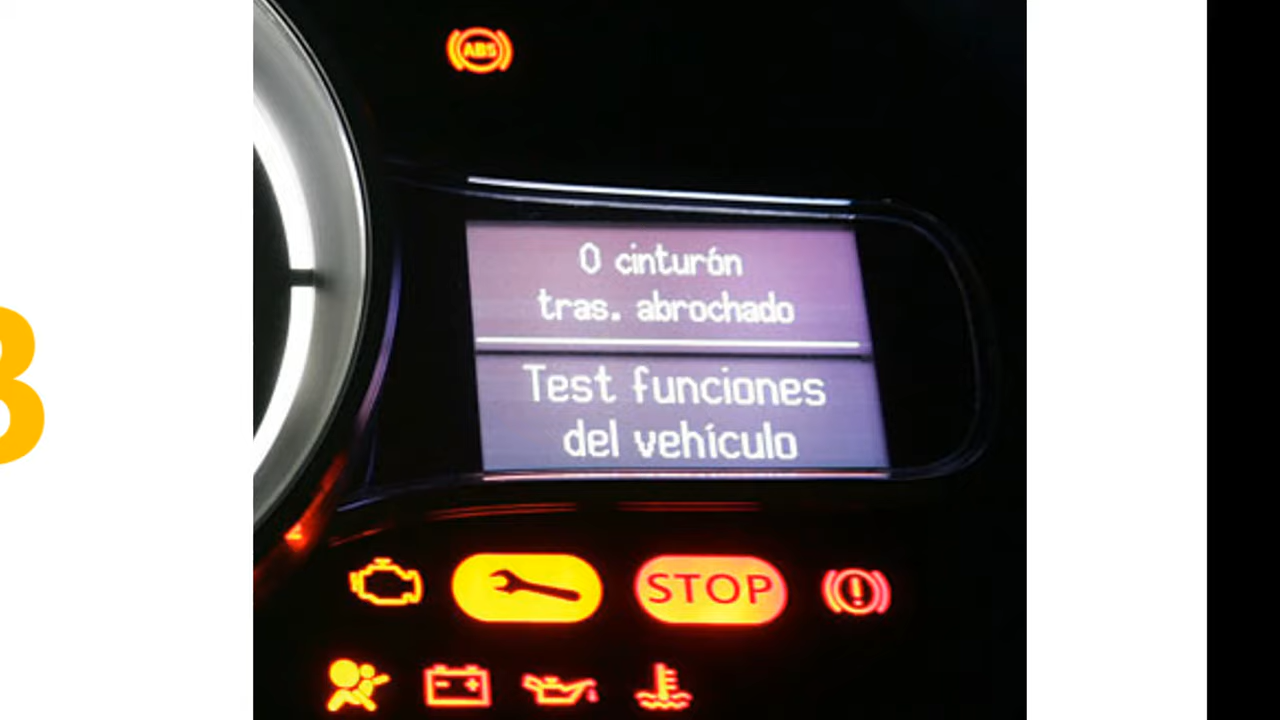 ABS
0 cinturón
tras. abrochado
Test funciones
del vehículo
STOP